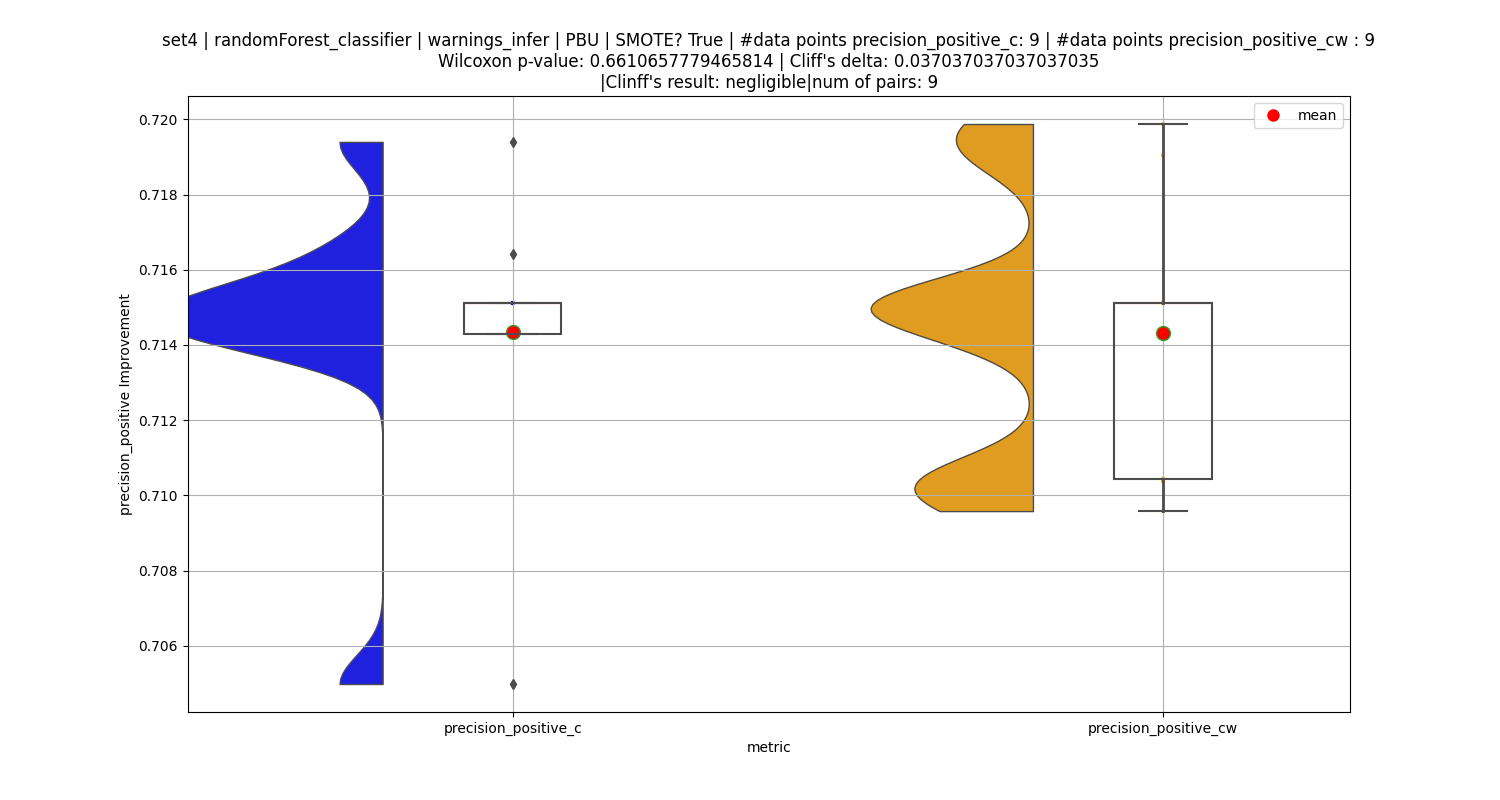 set4 | randomForest_classifier | warnings_infer | PBU | SMOTE? True | #data points precision_positive_c: 9 | #data points precision_positive_cw : 9
Wilcoxon p-value: 0.6610657779465814 | Cliff's delta: 0.037037037037037035
|Clinff's result: negligible|num of pairs: 9
mean
0.720
0.718
0.716
0.714
0.712
0.710
0.708
0.706
precision_positive Improvement
precision_positive_c
precision_positive_cw
metric